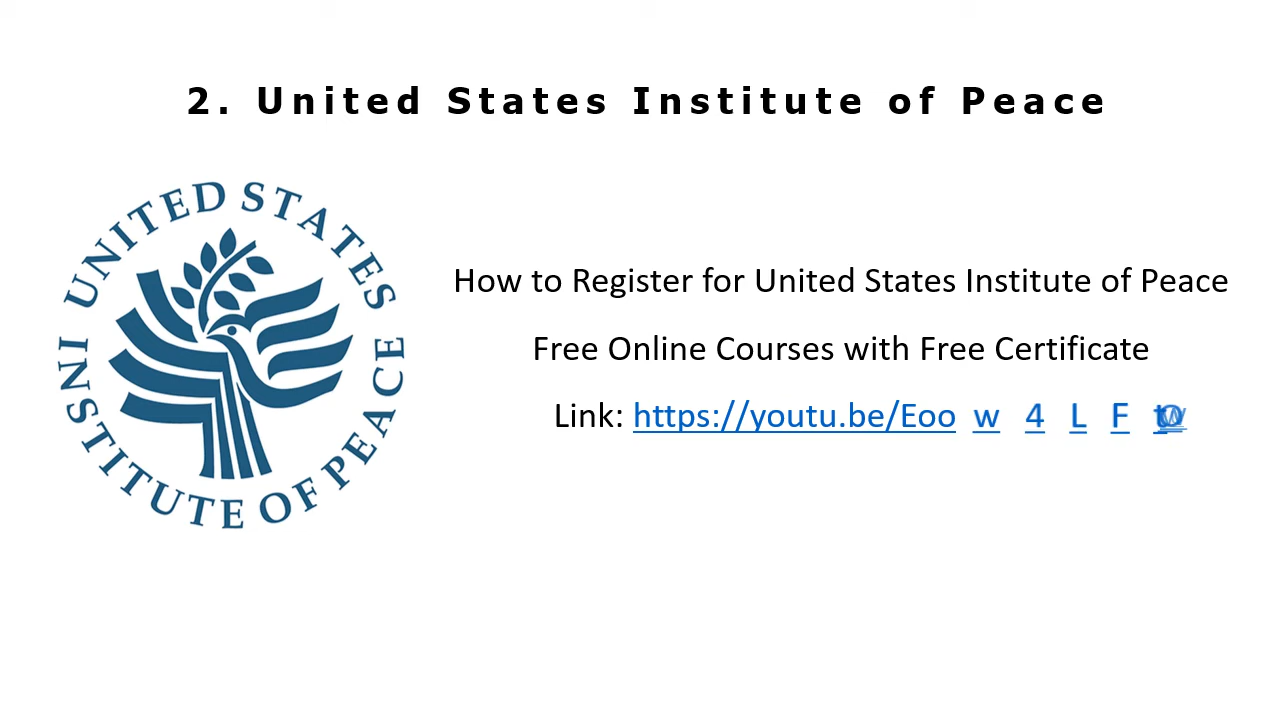 2. United States Institute of Peace
UNITED STATES INSTITUTE OF PEACE
How to Register for United States Institute of Peace
Free Online Courses with Free Certificate
Link: https://youtu.be/Eoo w 4 L F